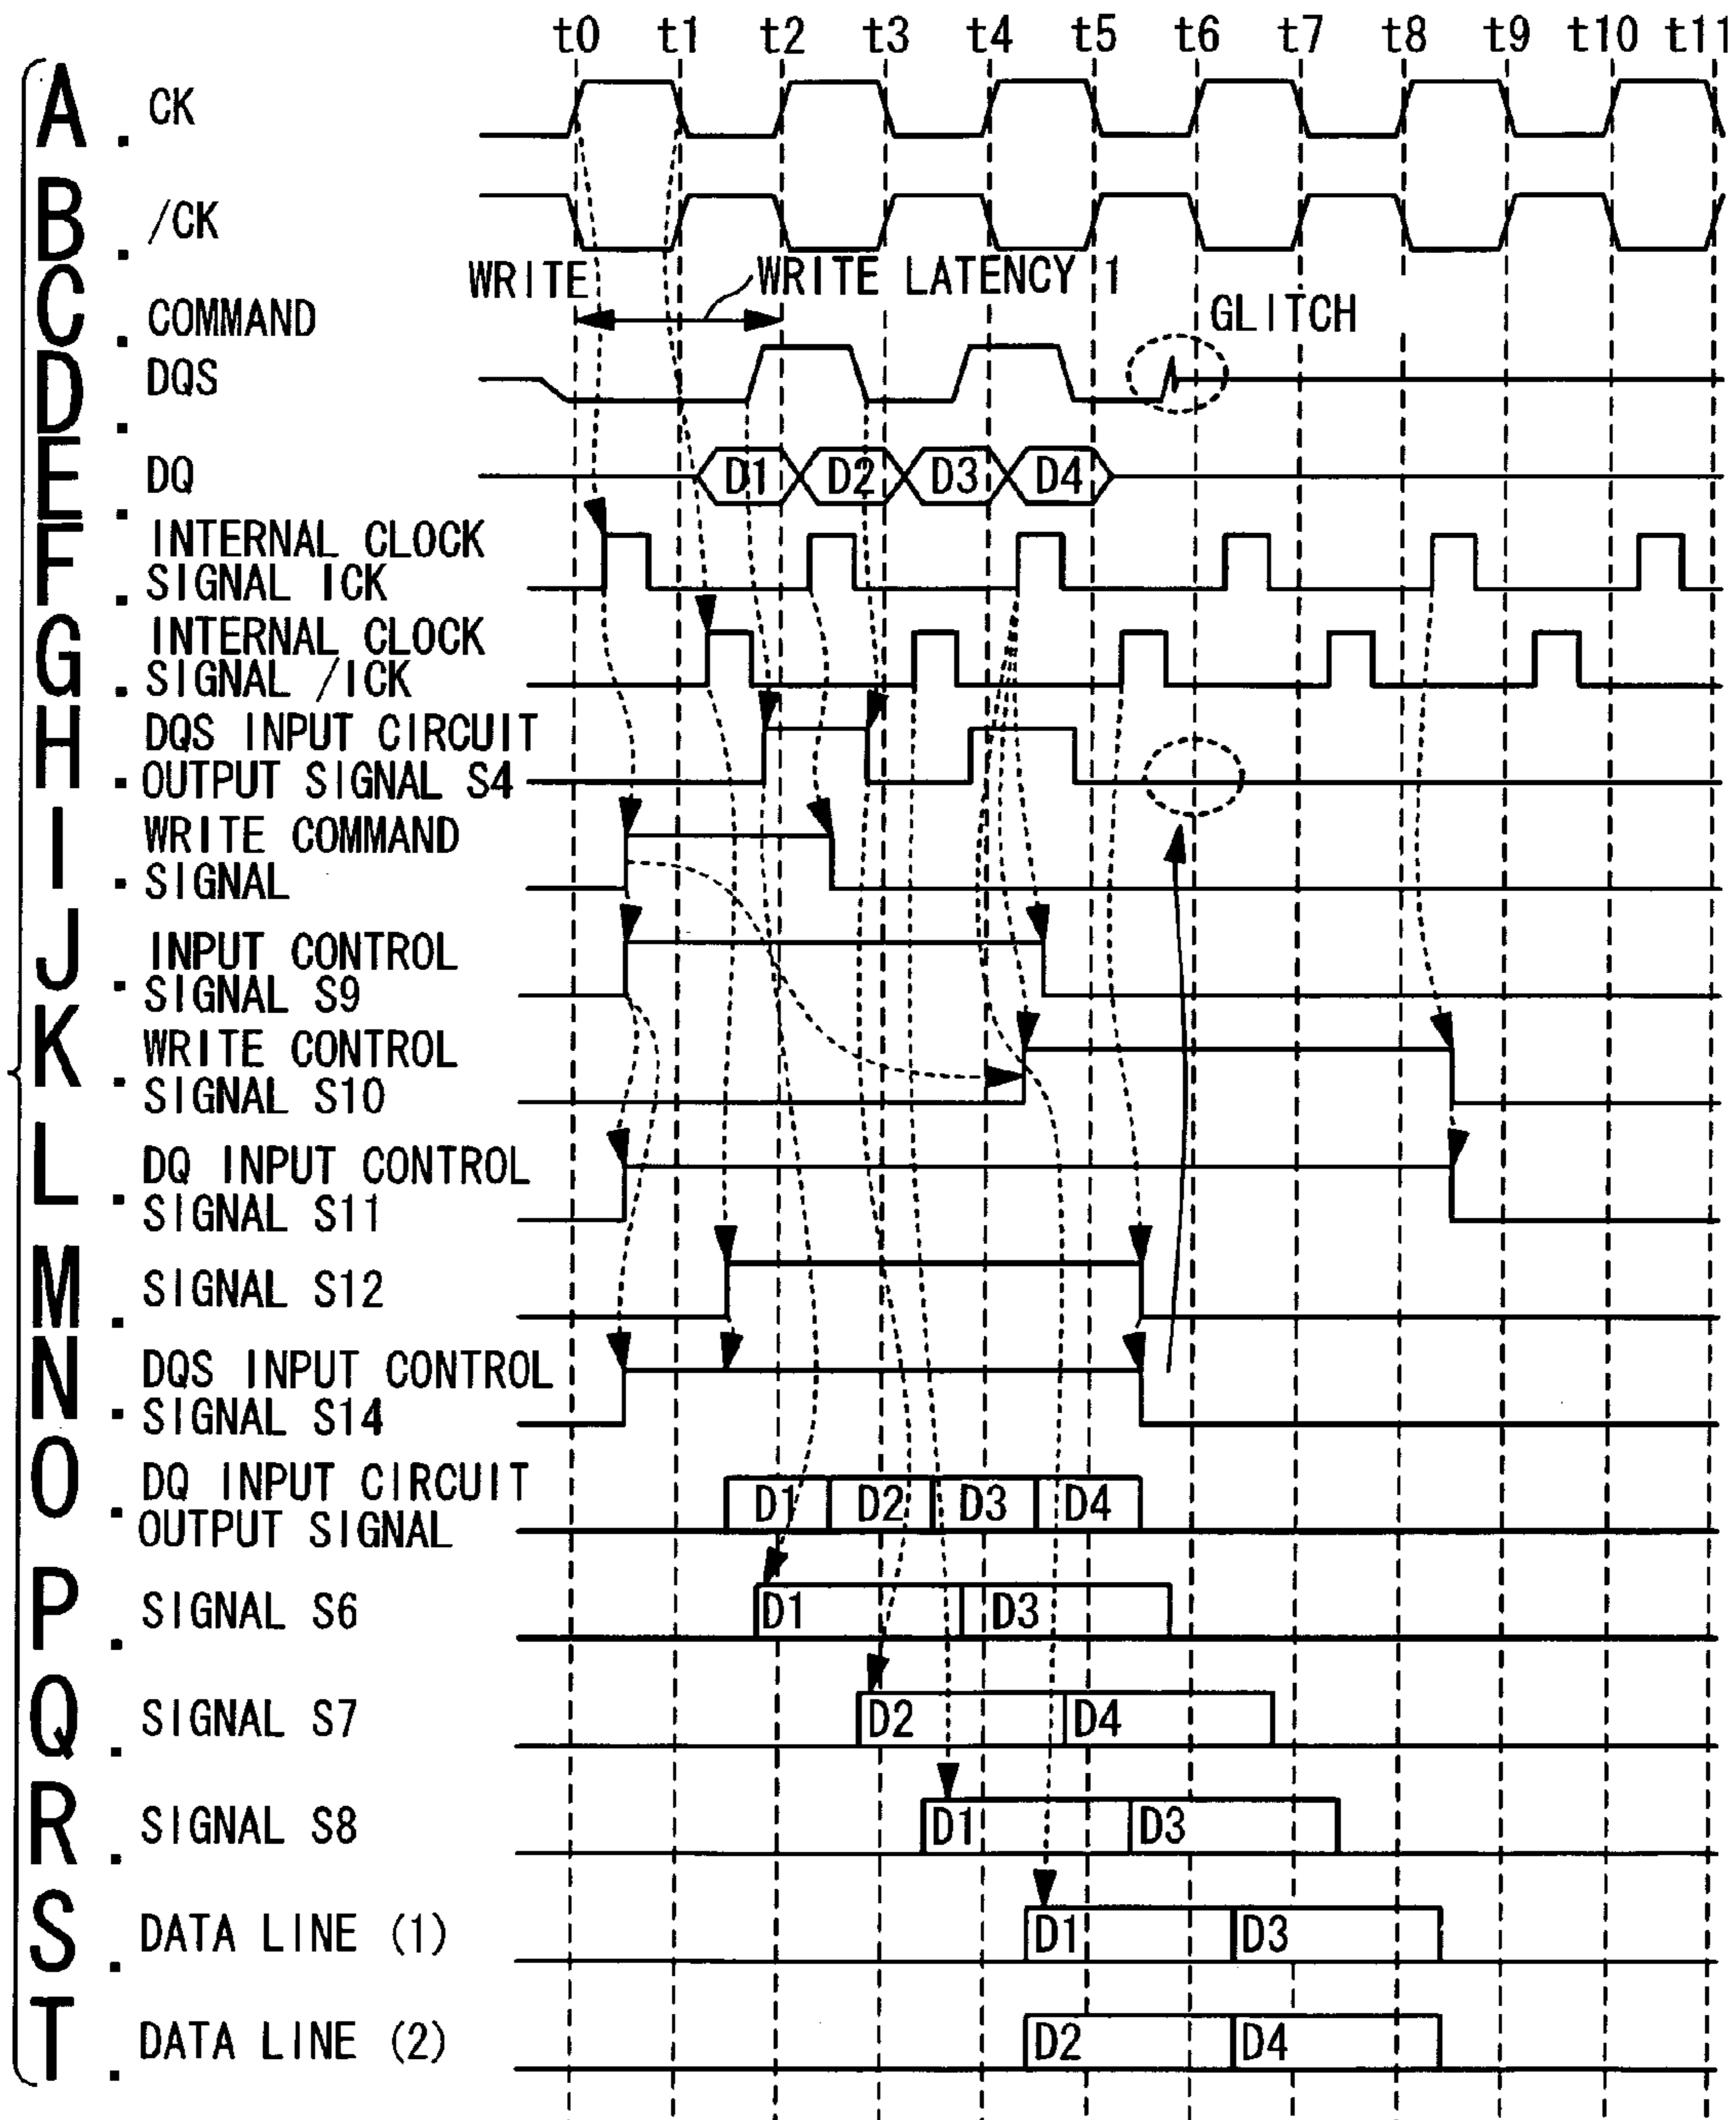 t0 t1 t2 t3 t4 t5 t6 t7 t8 t9 t10 t11
A. CK
B. /CK
WRITE WRITE LATENCY 1
C. COMMAND GLITCH
D. DQS
E. DQ D1 D2 D3 D4
F. INTERNAL CLOCK
SIGNAL ICK
G. INTERNAL CLOCK
SIGNAL /ICK
H. DQS INPUT CIRCUIT
OUTPUT SIGNAL S4
I. WRITE COMMAND
SIGNAL
J. INPUT CONTROL
SIGNAL S9
K. WRITE CONTROL
SIGNAL S10
L. DQ INPUT CONTROL
SIGNAL S11
M. SIGNAL S12
N. DQS INPUT CONTROL
SIGNAL S14
O. DQ INPUT CIRCUIT D1 D2 D3 D4
OUTPUT SIGNAL
P. SIGNAL S6 D1 D3
Q. SIGNAL S7 D2 D4
R. SIGNAL S8 D1 D3
S. DATA LINE (1) D1 D3
T. DATA LINE (2) D2 D4